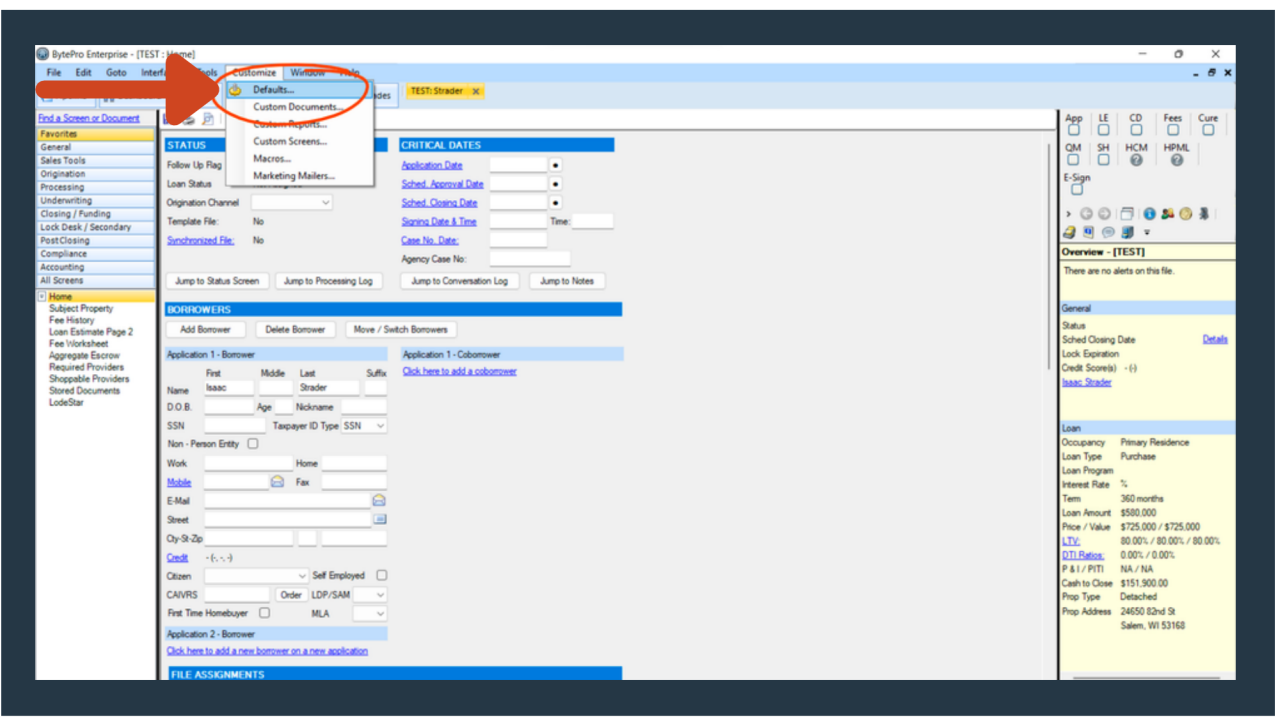 BytePro Enterprise - [TEST : Home]
File Edit Goto Tools Customize Window Help
Defaults...
Custom Documents...
Custom Reports...
Custom Screens...
Macros...
Marketing Mailers...
TEST: Strader
Find a Screen or Document
Favorites
General
Sales Tools
Origination
Processing
Underwriting
Closing / Funding
Lock Desk / Secondary
Post Closing
Compliance
Accounting
All Screens
Home
Subject Property
Fee History
Loan Estimate Page 2
Fee Worksheet
Aggregate Escrow
Required Providers
Shoppable Providers
Stored Documents
LodeStar
STATUS
Follow Up Flag
Loan Status
Origination Channel
Template File: No
Synchronized File: No
Jump to Status Screen Jump to Processing Log
CRITICAL DATES
Application Date
Sched. Approval Date
Sched. Closing Date
Signing Date & Time Time:
Case No. Date:
Agency Case No:
Jump to Conversation Log Jump to Notes
BORROWERS
Add Borrower Delete Borrower Move / Switch Borrowers
Application 1 - Borrower
First Middle Last Suffix
Name Isaac Strader
D.O.B. Age Nickname
SSN Taxpayer ID Type SSN
Non - Person Entity
Work Home
Mobile Fax
E-Mail
Street
Cty-St-Zip
Credit - (-, -, -)
Citizen Self Employed
CAIVRS Order LDP/SAM
First Time Homebuyer MLA
Application 1 - Coborrower
Click here to add a coborrower
Application 2 - Borrower
Click here to add a new borrower on a new application
FILE ASSIGNMENTS
App LE CD Fees Cure
QM SH HCM HPML
E-Sign
Overview - [TEST]
There are no alerts on this file.
General
Status
Sched Closing Date Details
Lock Expiration
Credit Score(s) - (-)
Isaac Strader
Loan
Occupancy Primary Residence
Loan Type Purchase
Loan Program
Interest Rate %
Term 360 months
Loan Amount $580,000
Price / Value $725,000 / $725,000
LTV: 80.00% / 80.00% / 80.00%
DTI Ratios: 0.00% / 0.00%
P & I / PITI NA / NA
Cash to Close $151,900.00
Prop Type Detached
Prop Address 24650 82nd St
Salem, WI 53168